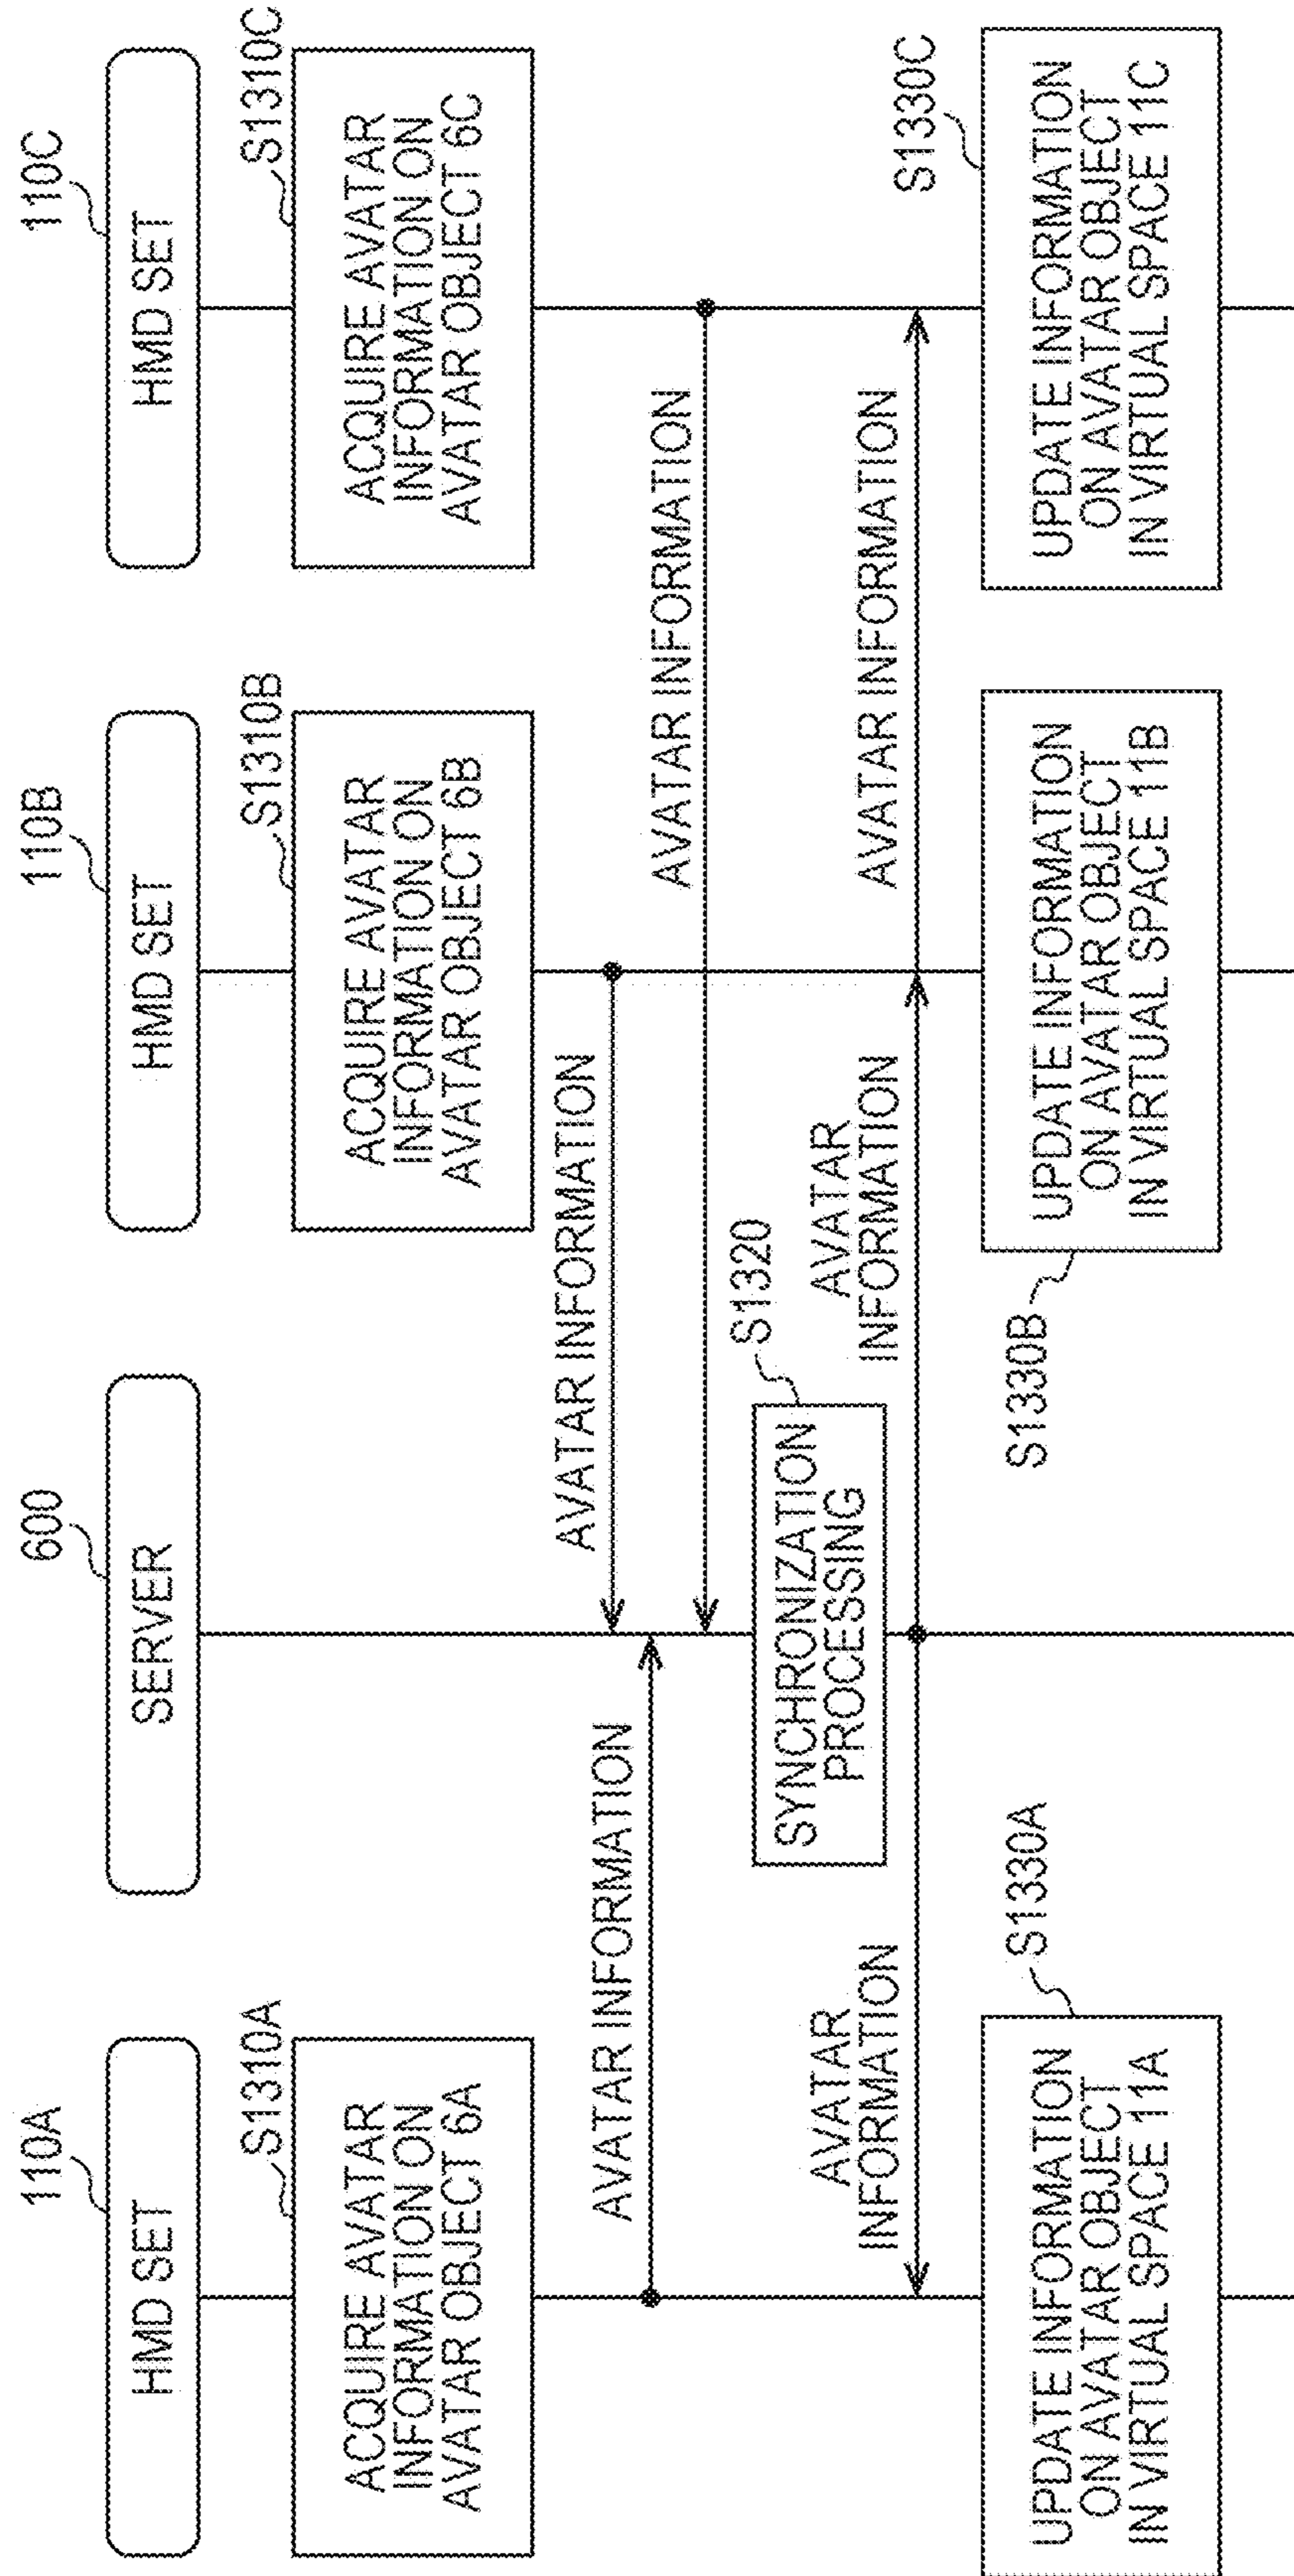 110A
600
110B
110C
HMD SET
SERVER
HMD SET
HMD SET
S1310A
S1310B
S1310C
ACQUIRE AVATAR
INFORMATION ON
AVATAR OBJECT 6A
ACQUIRE AVATAR
INFORMATION ON
AVATAR OBJECT 6B
ACQUIRE AVATAR
INFORMATION ON
AVATAR OBJECT 6C
AVATAR INFORMATION
AVATAR INFORMATION
AVATAR INFORMATION
S1320
SYNCHRONIZATION
PROCESSING
AVATAR
INFORMATION
AVATAR
INFORMATION
AVATAR INFORMATION
S1330A
S1330B
S1330C
UPDATE INFORMATION
ON AVATAR OBJECT
IN VIRTUAL SPACE 11A
UPDATE INFORMATION
ON AVATAR OBJECT
IN VIRTUAL SPACE 11B
UPDATE INFORMATION
ON AVATAR OBJECT
IN VIRTUAL SPACE 11C